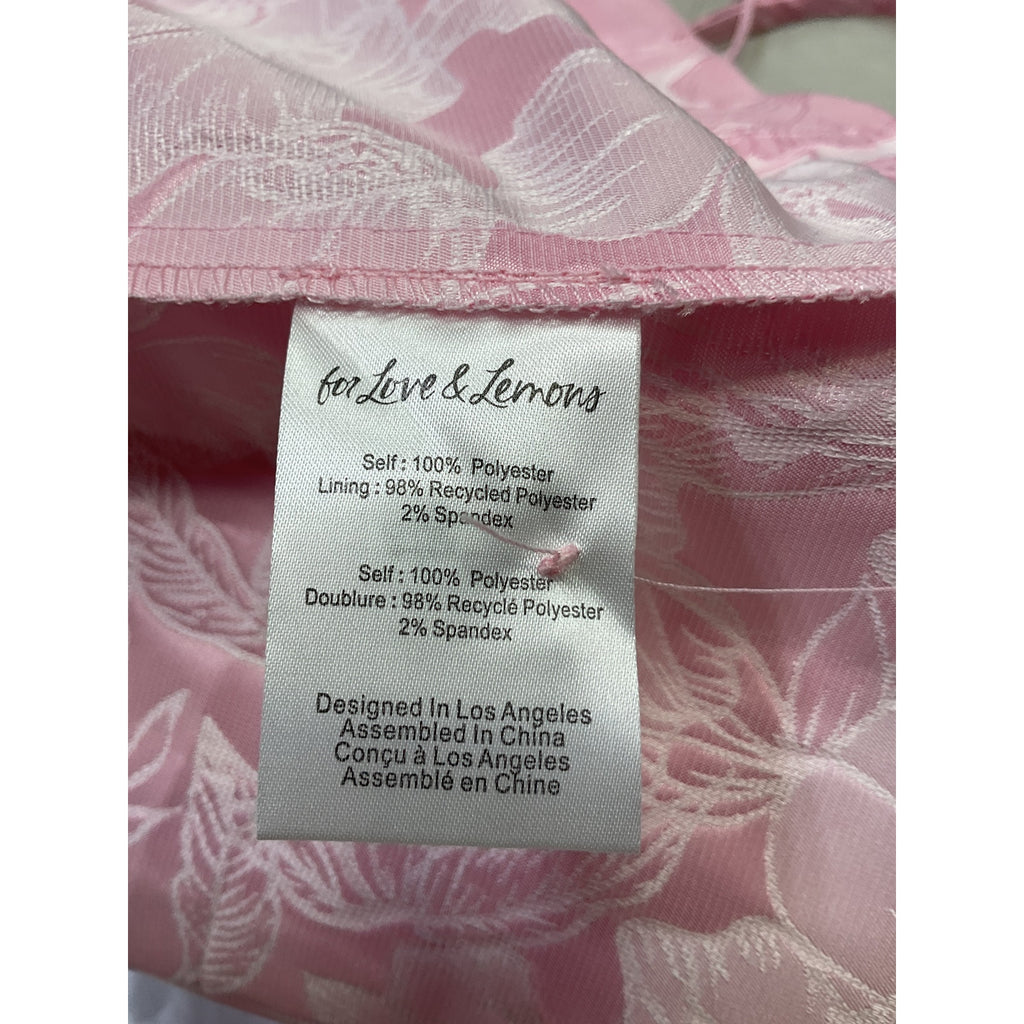 for Love & Lemons
Self : 100% Polyester
Lining : 98% Recycled Polyester
2% Spandex
Self : 100% Polyester
Doublure : 98% Recyclé Polyester
2% Spandex
Designed In Los Angeles
Assembled In China
Conçu à Los Angeles
Assemblé en Chine